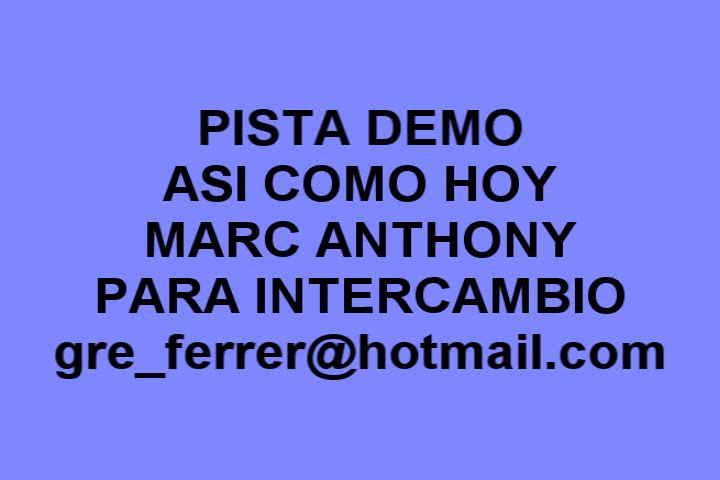 PISTA DEMO
ASI COMO HOY
MARC ANTHONY
PARA INTERCAMBIO
gre_ferrer@hotmail.com